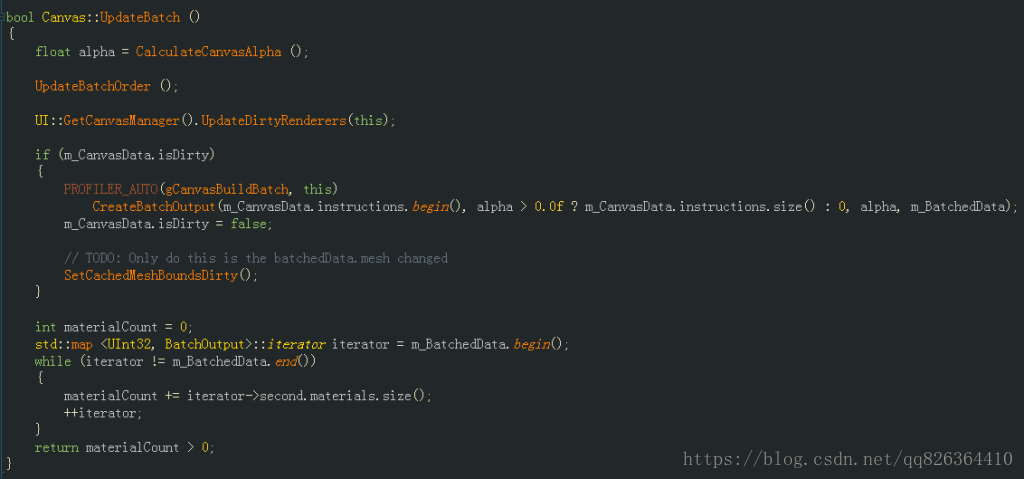 bool Canvas::UpdateBatch ()
{
    float alpha = CalculateCanvasAlpha ();
    UpdateBatchOrder ();
    UI::GetCanvasManager().UpdateDirtyRenderers(this);
    if (m_CanvasData.isDirty)
    {
        PROFILER_AUTO(gCanvasBuildBatch, this)
            CreateBatchOutput(m_CanvasData.instructions.begin(), alpha > 0.0f ? m_CanvasData.instructions.size() : 0, alpha, m_BatchedData);
        m_CanvasData.isDirty = false;
        // TODO: Only do this is the batchedData.mesh changed
        SetCachedMeshBoundsDirty();
    }
    int materialCount = 0;
    std::map <UInt32, BatchOutput>::iterator iterator = m_BatchedData.begin();
    while (iterator != m_BatchedData.end())
    {
        materialCount += iterator->second.materials.size();
        ++iterator;
    }
    return materialCount > 0;
}
https://blog.csdn.net/qq826364410